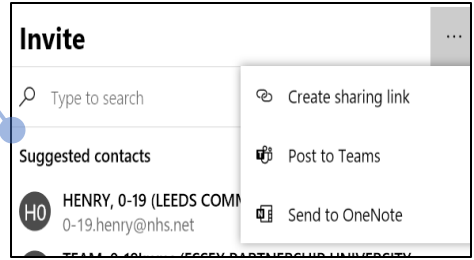 Invite
...
Type to search
Create sharing link
Suggested contacts
Post to Teams
HO
HENRY, 0-19 (LEEDS COMM
0-19.henry@nhs.net
Send to OneNote